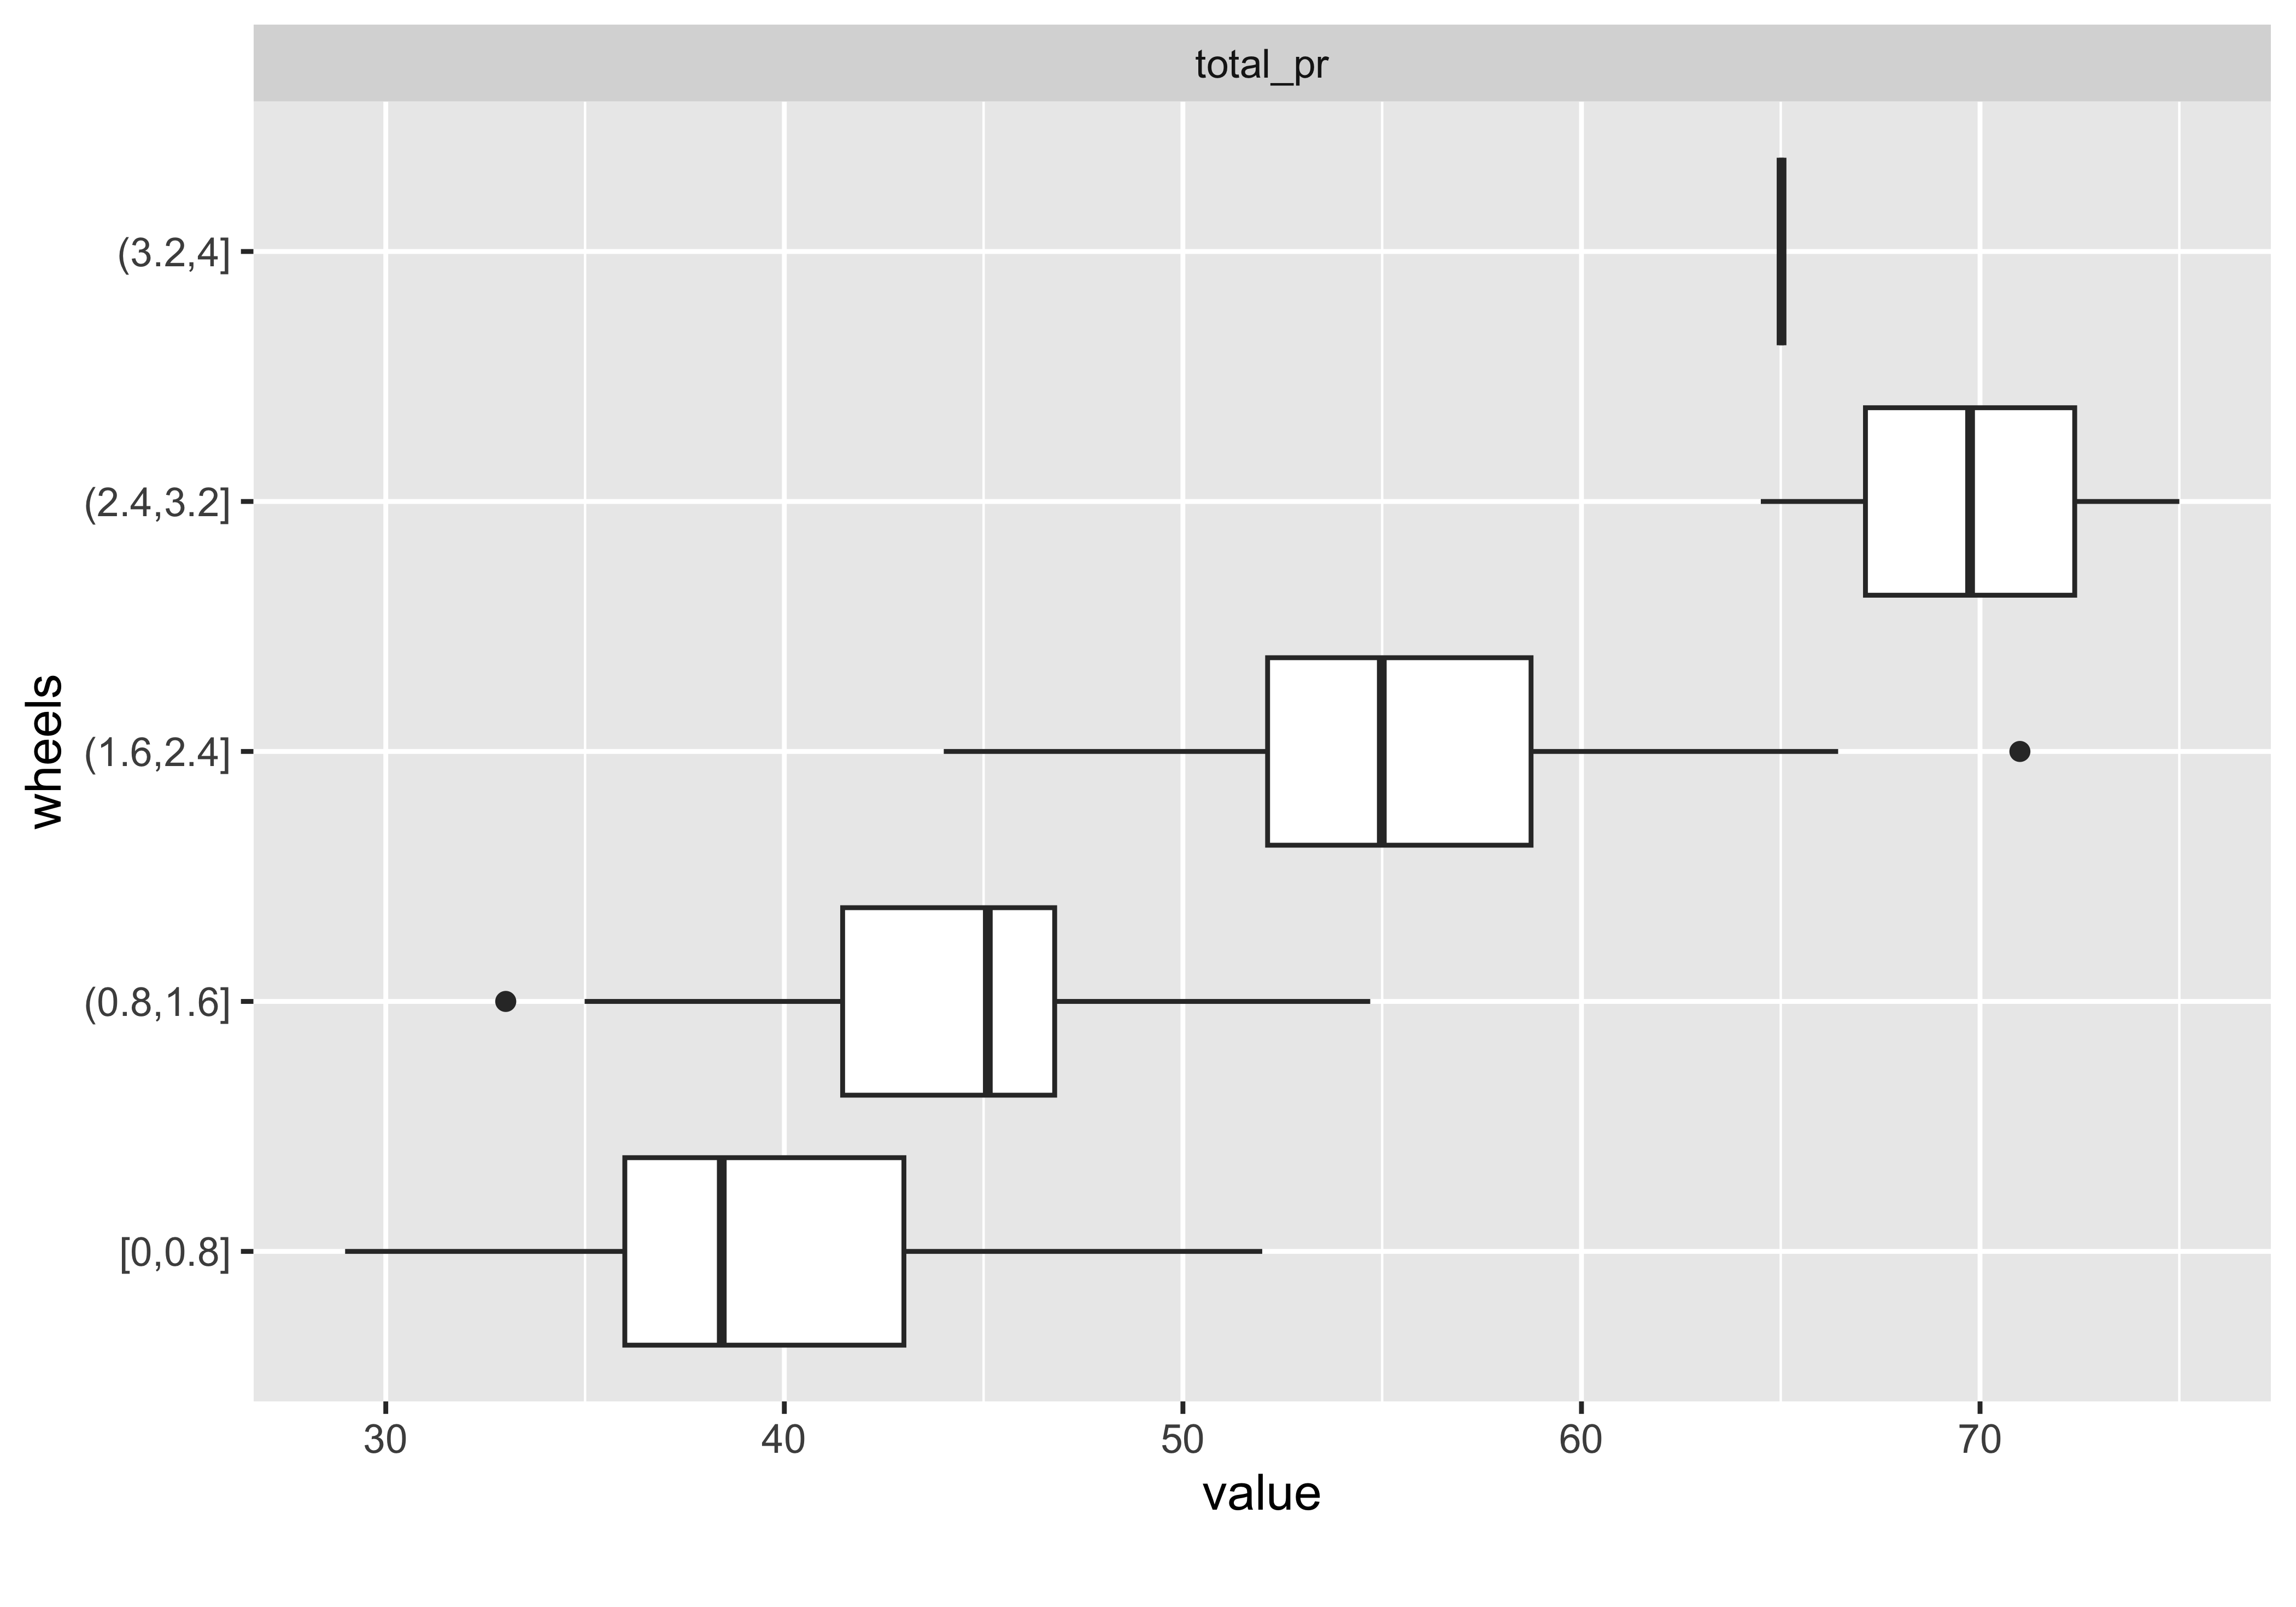 total_pr
(3.2,4]
(2.4,3.2]
(1.6,2.4]
(0.8,1.6]
[0,0.8]
wheels
30 40 50 60 70
value